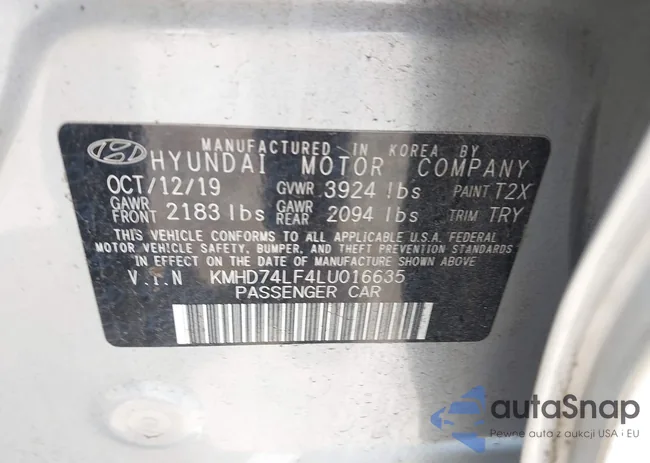 MANUFACTURED IN KOREA BY
HYUNDAI MOTOR COMPANY
OCT/12/19 GVWR 3924 lbs PAINT T2X
GAWR FRONT 2183 lbs GAWR REAR 2094 lbs TRIM TRY
THIS VEHICLE CONFORMS TO ALL APPLICABLE U.S.A. FEDERAL
MOTOR VEHICLE SAFETY, BUMPER, AND THEFT PREVENTION STANDARDS
IN EFFECT ON THE DATE OF MANUFACTURE SHOWN ABOVE
V.I.N KMHD74LF4LU016635
PASSENGER CAR
autaSnap
Pewne auta z aukcji USA i EU